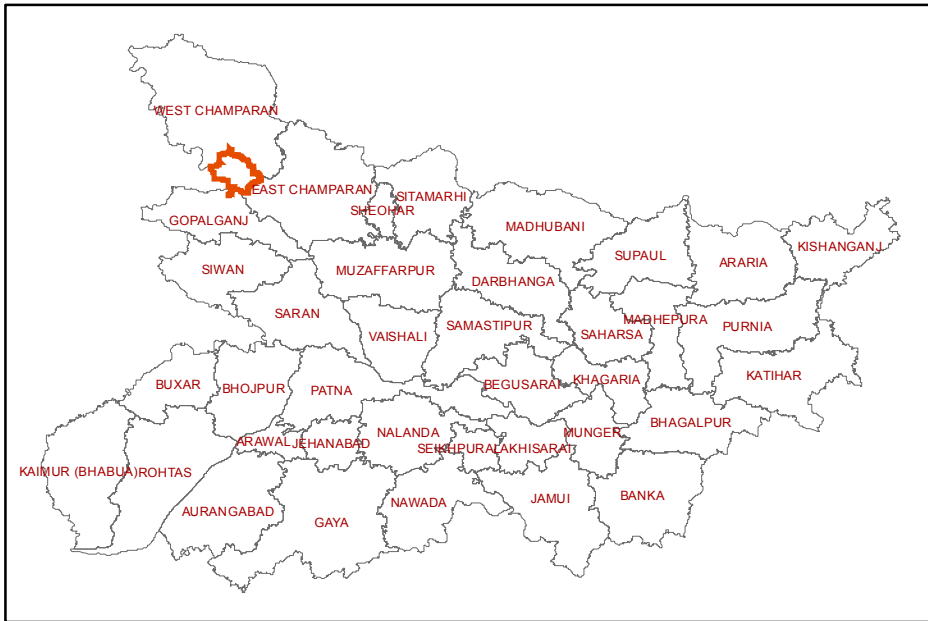 WEST CHAMPARAN
EAST CHAMPARAN
SITAMARHI
SHEOHAR
GOPALGANJ
MADHUBANI
KISHANGANJ
SUPAUL
ARARIA
SIWAN
MUZAFFARPUR
DARBHANGA
SARAN
MADHEPURA
SAMASTIPUR
PURNIA
VAISHALI
SAHARSA
KATIHAR
BUXAR
BHOJPUR
PATNA
BEGUSARAI
KHAGARIA
BHAGALPUR
NALANDA
MUNGER
ARAWAL
JEHANABAD
SEIKHPURA
LAKHISARAI
KAIMUR (BHABUA)
ROHTAS
BANKA
JAMUI
NAWADA
AURANGABAD
GAYA